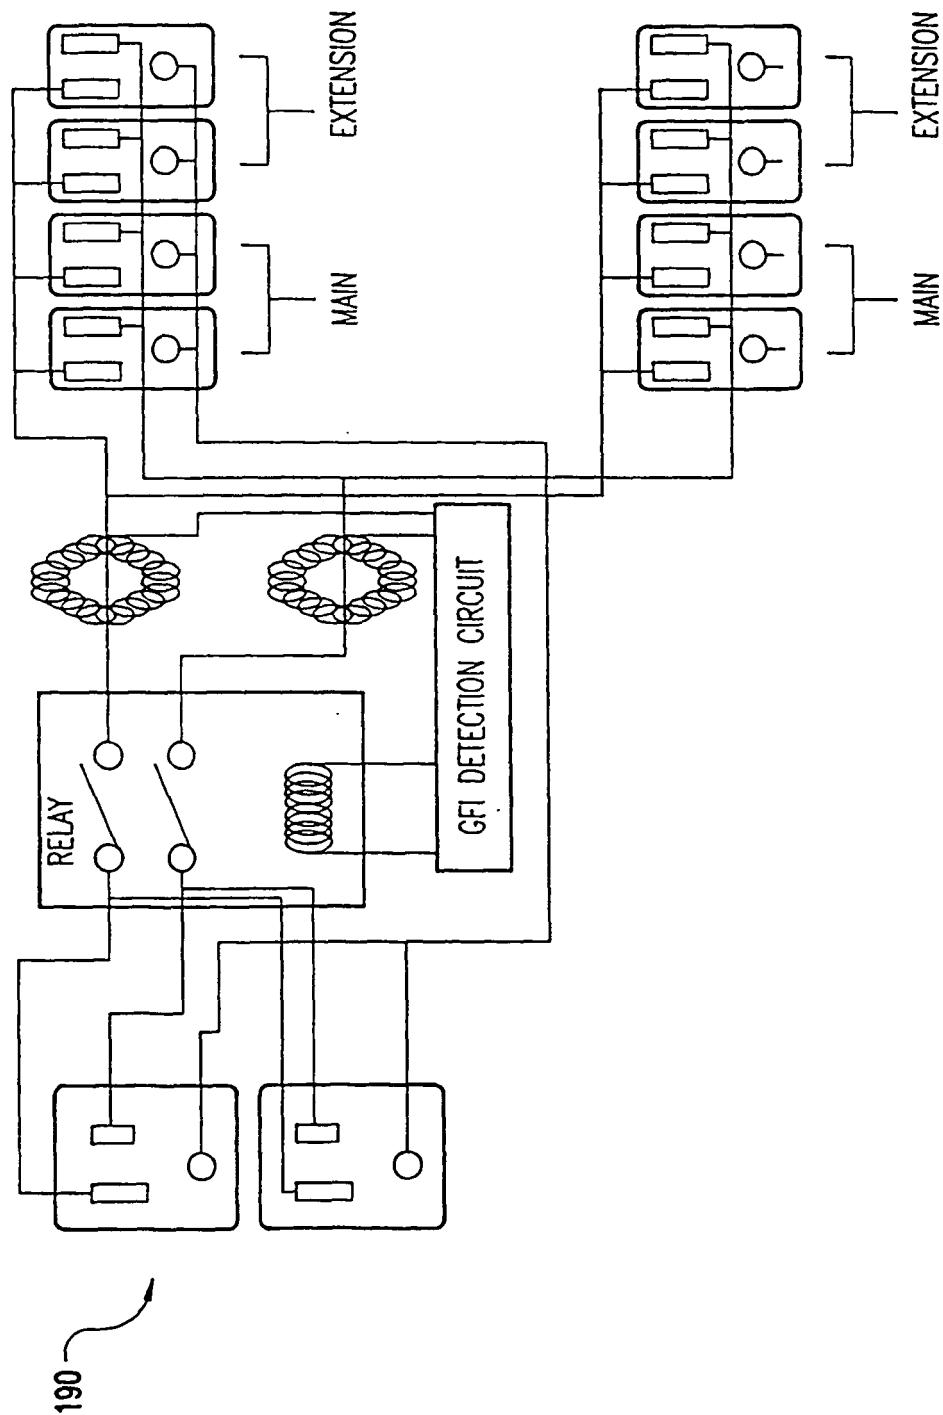 190
RELAY
GFI DETECTION CIRCUIT
MAIN
EXTENSION
MAIN
EXTENSION